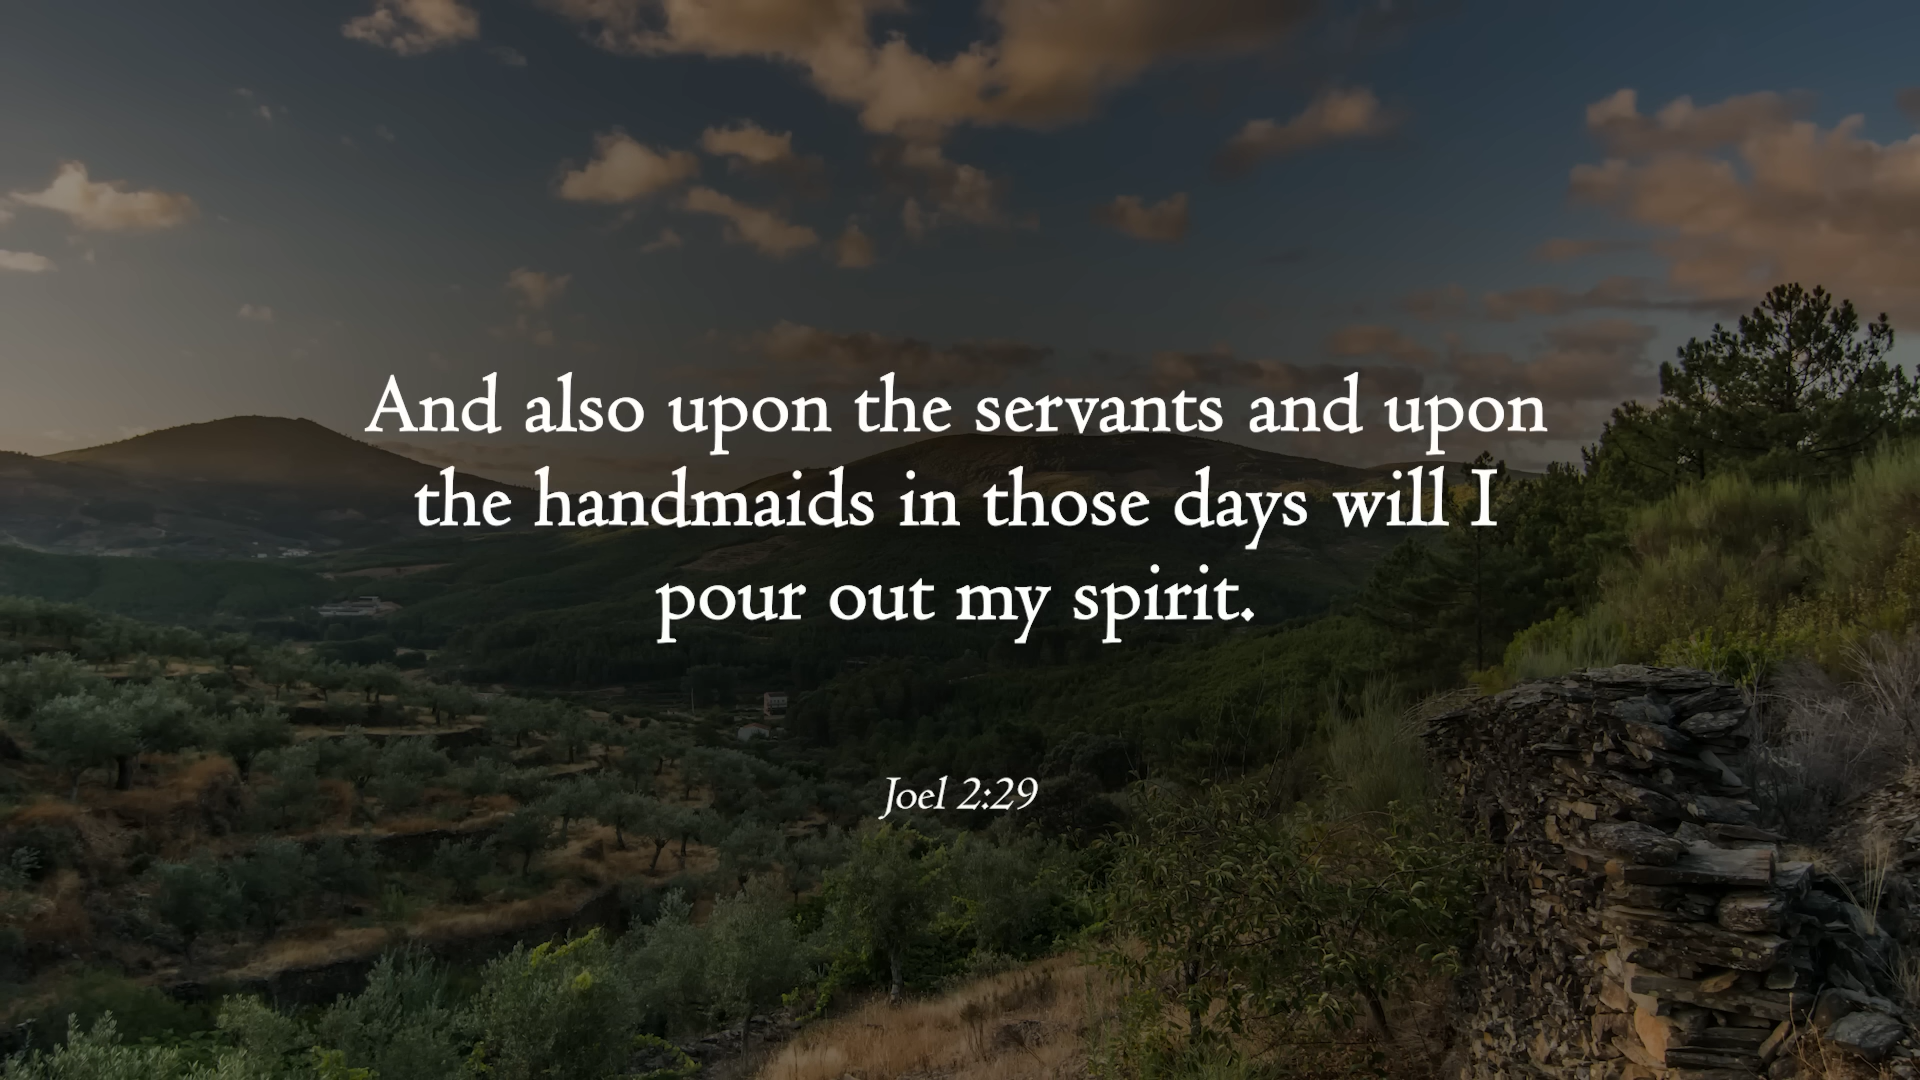 And also upon the servants and upon
the handmaids in those days will I
pour out my spirit.
Joel 2:29